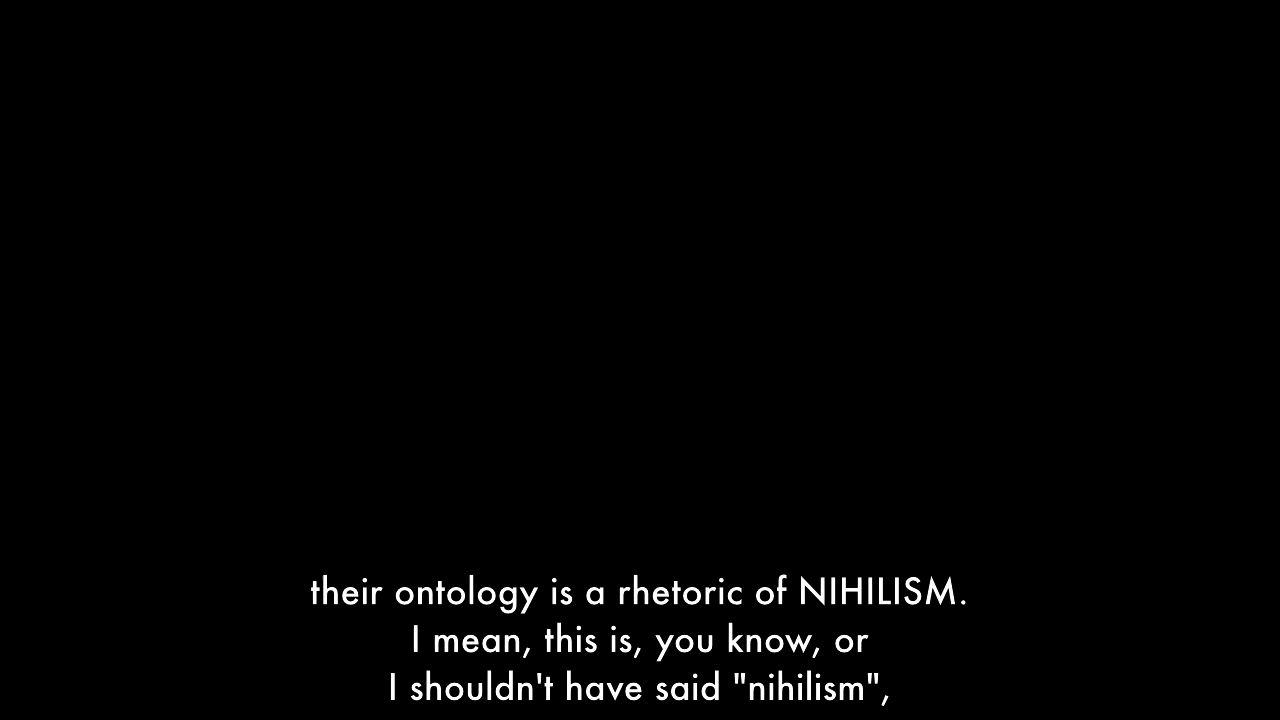 their ontology is a rhetoric of NIHILISM.
I mean, this is, you know, or
I shouldn't have said "nihilism",